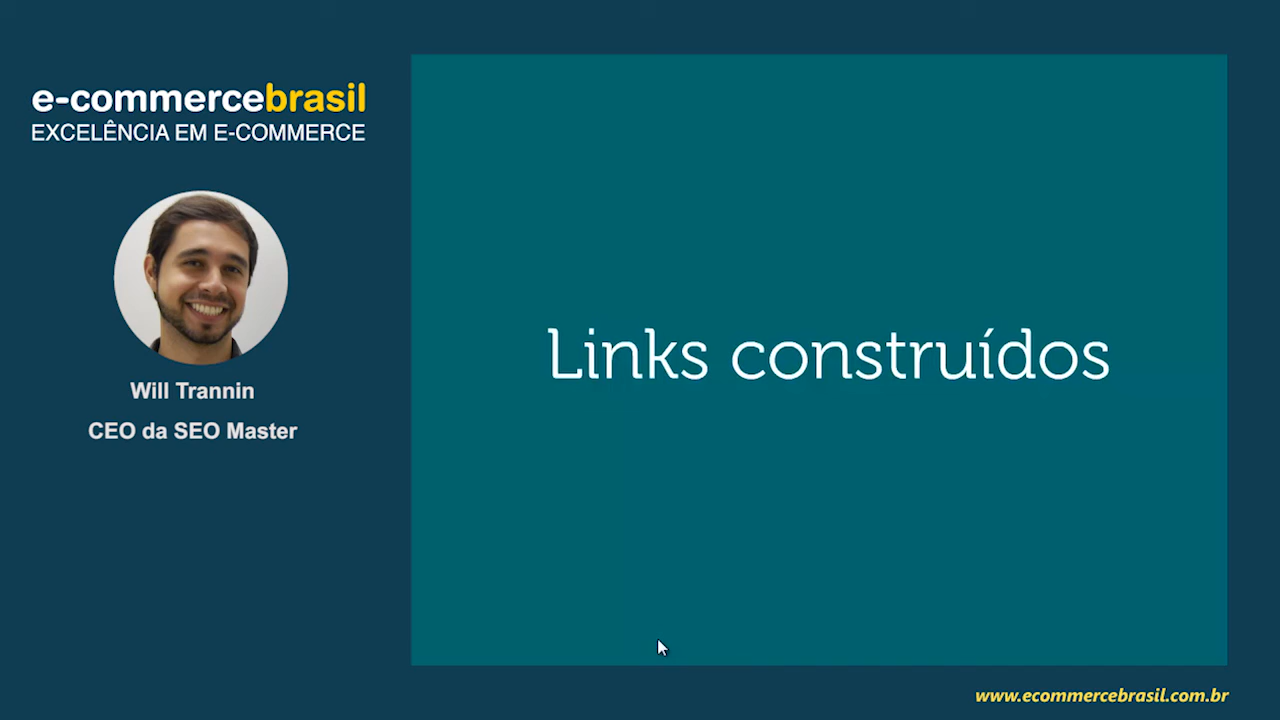 e-commercebrasil
EXCELÊNCIA EM E-COMMERCE
Will Trannin
CEO da SEO Master
Links construídos
www.ecommercebrasil.com.br